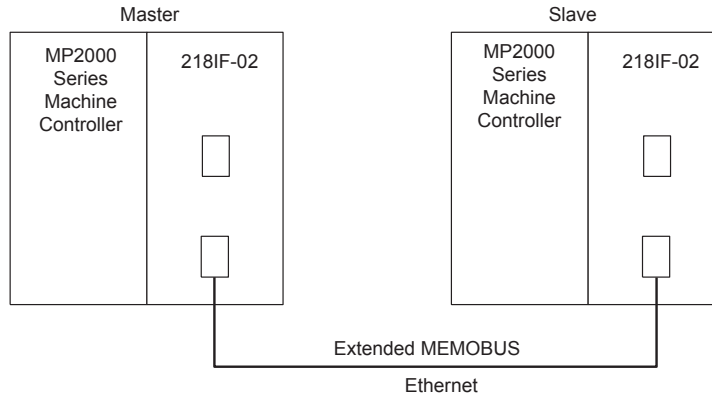 Master
Slave
MP2000
Series
Machine
Controller
218IF-02
MP2000
Series
Machine
Controller
218IF-02
Extended MEMOBUS
Ethernet